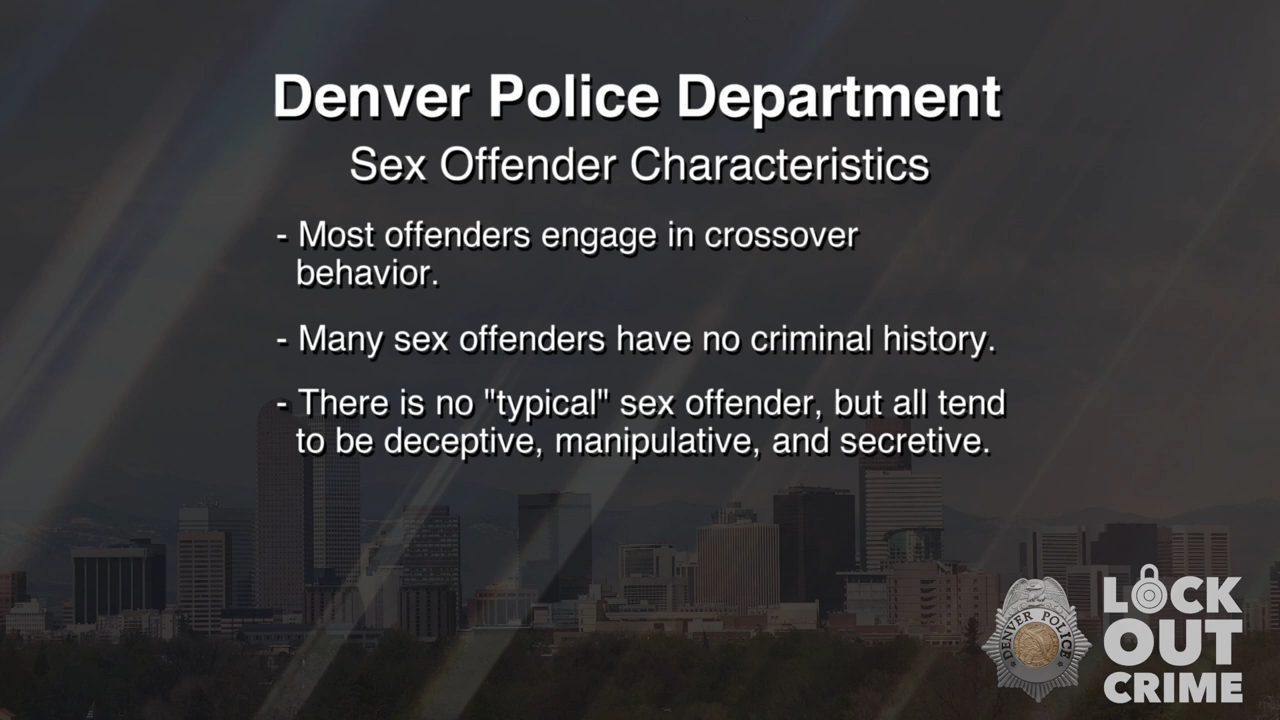 Denver Police Department
Sex Offender Characteristics
- Most offenders engage in crossover
behavior.
- Many sex offenders have no criminal history.
- There is no "typical" sex offender, but all tend
to be deceptive, manipulative, and secretive.
DENVER POLICE
LOCK
OUT
CRIME